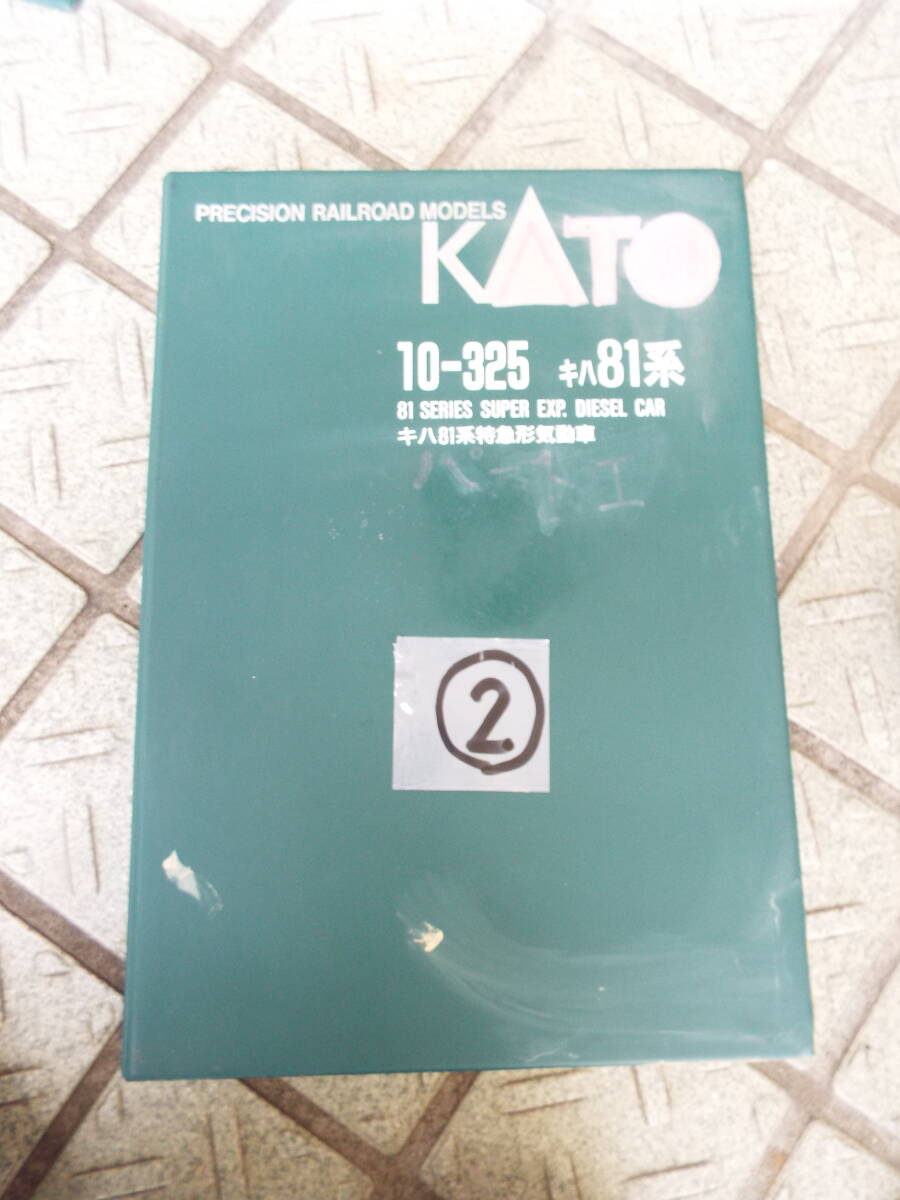 PRECISION RAILROAD MODELS
KATO
10-325 キハ81系
81 SERIES SUPER EXP. DIESEL CAR
キハ81系特急形気動車
②